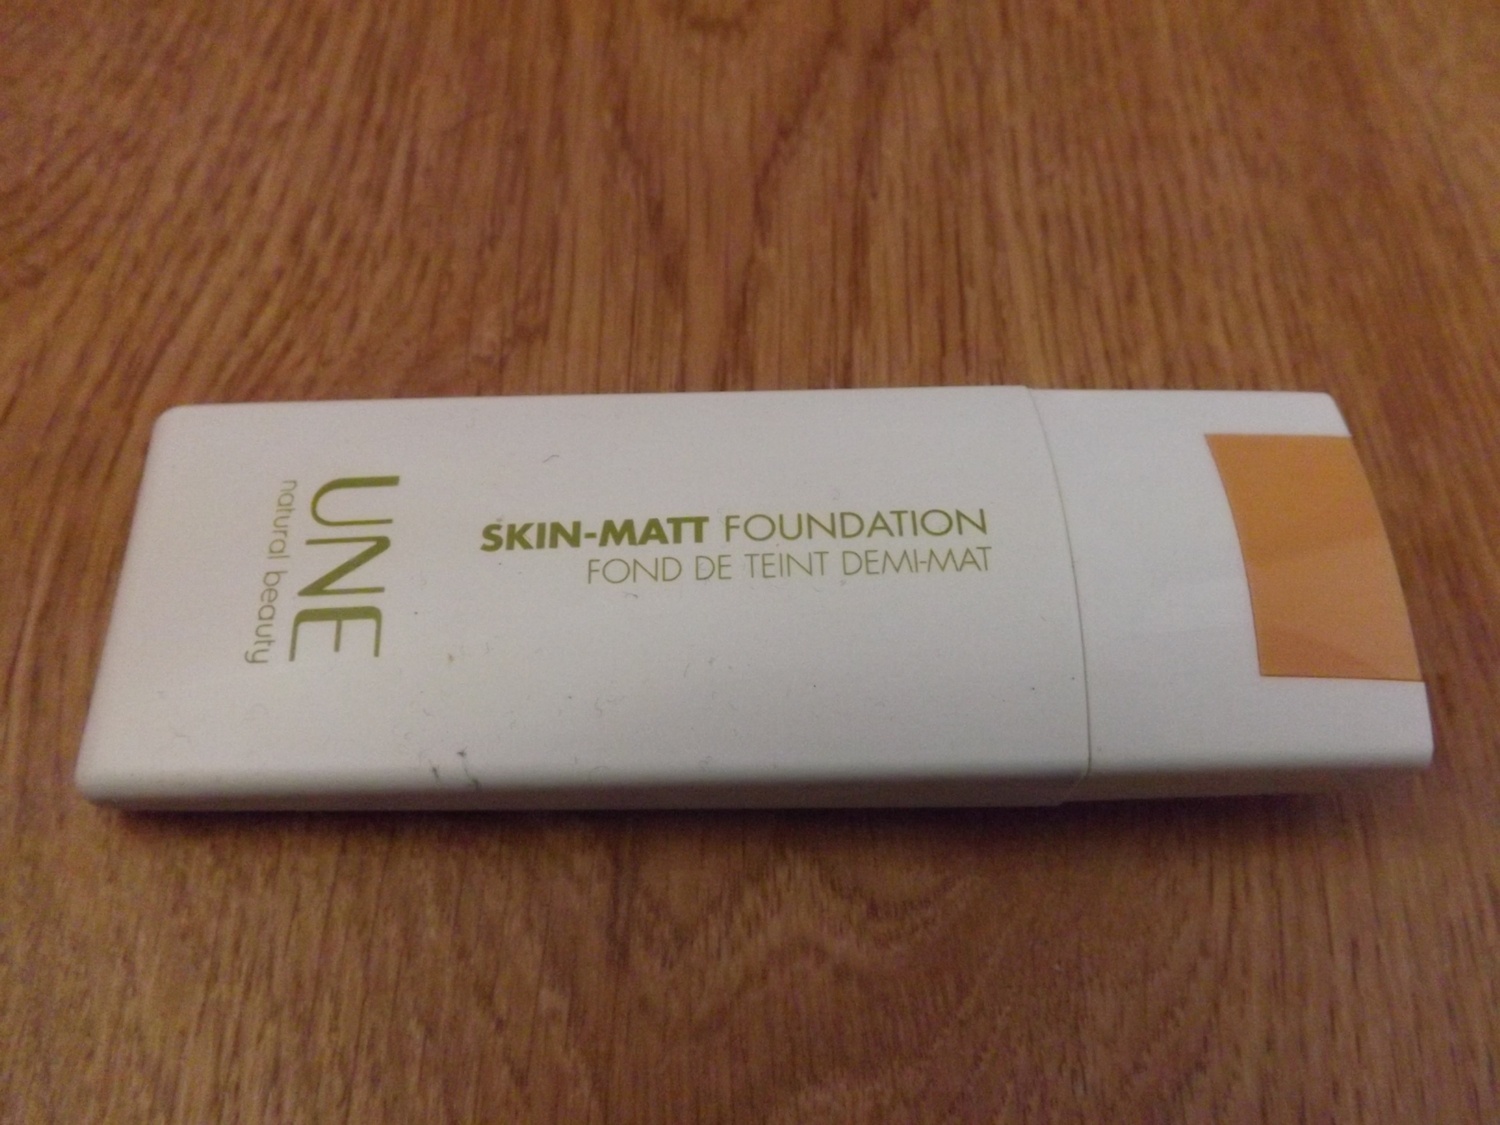 UNE
natural beauty
SKIN-MATT FOUNDATION
FOND DE TEINT DEMI-MAT